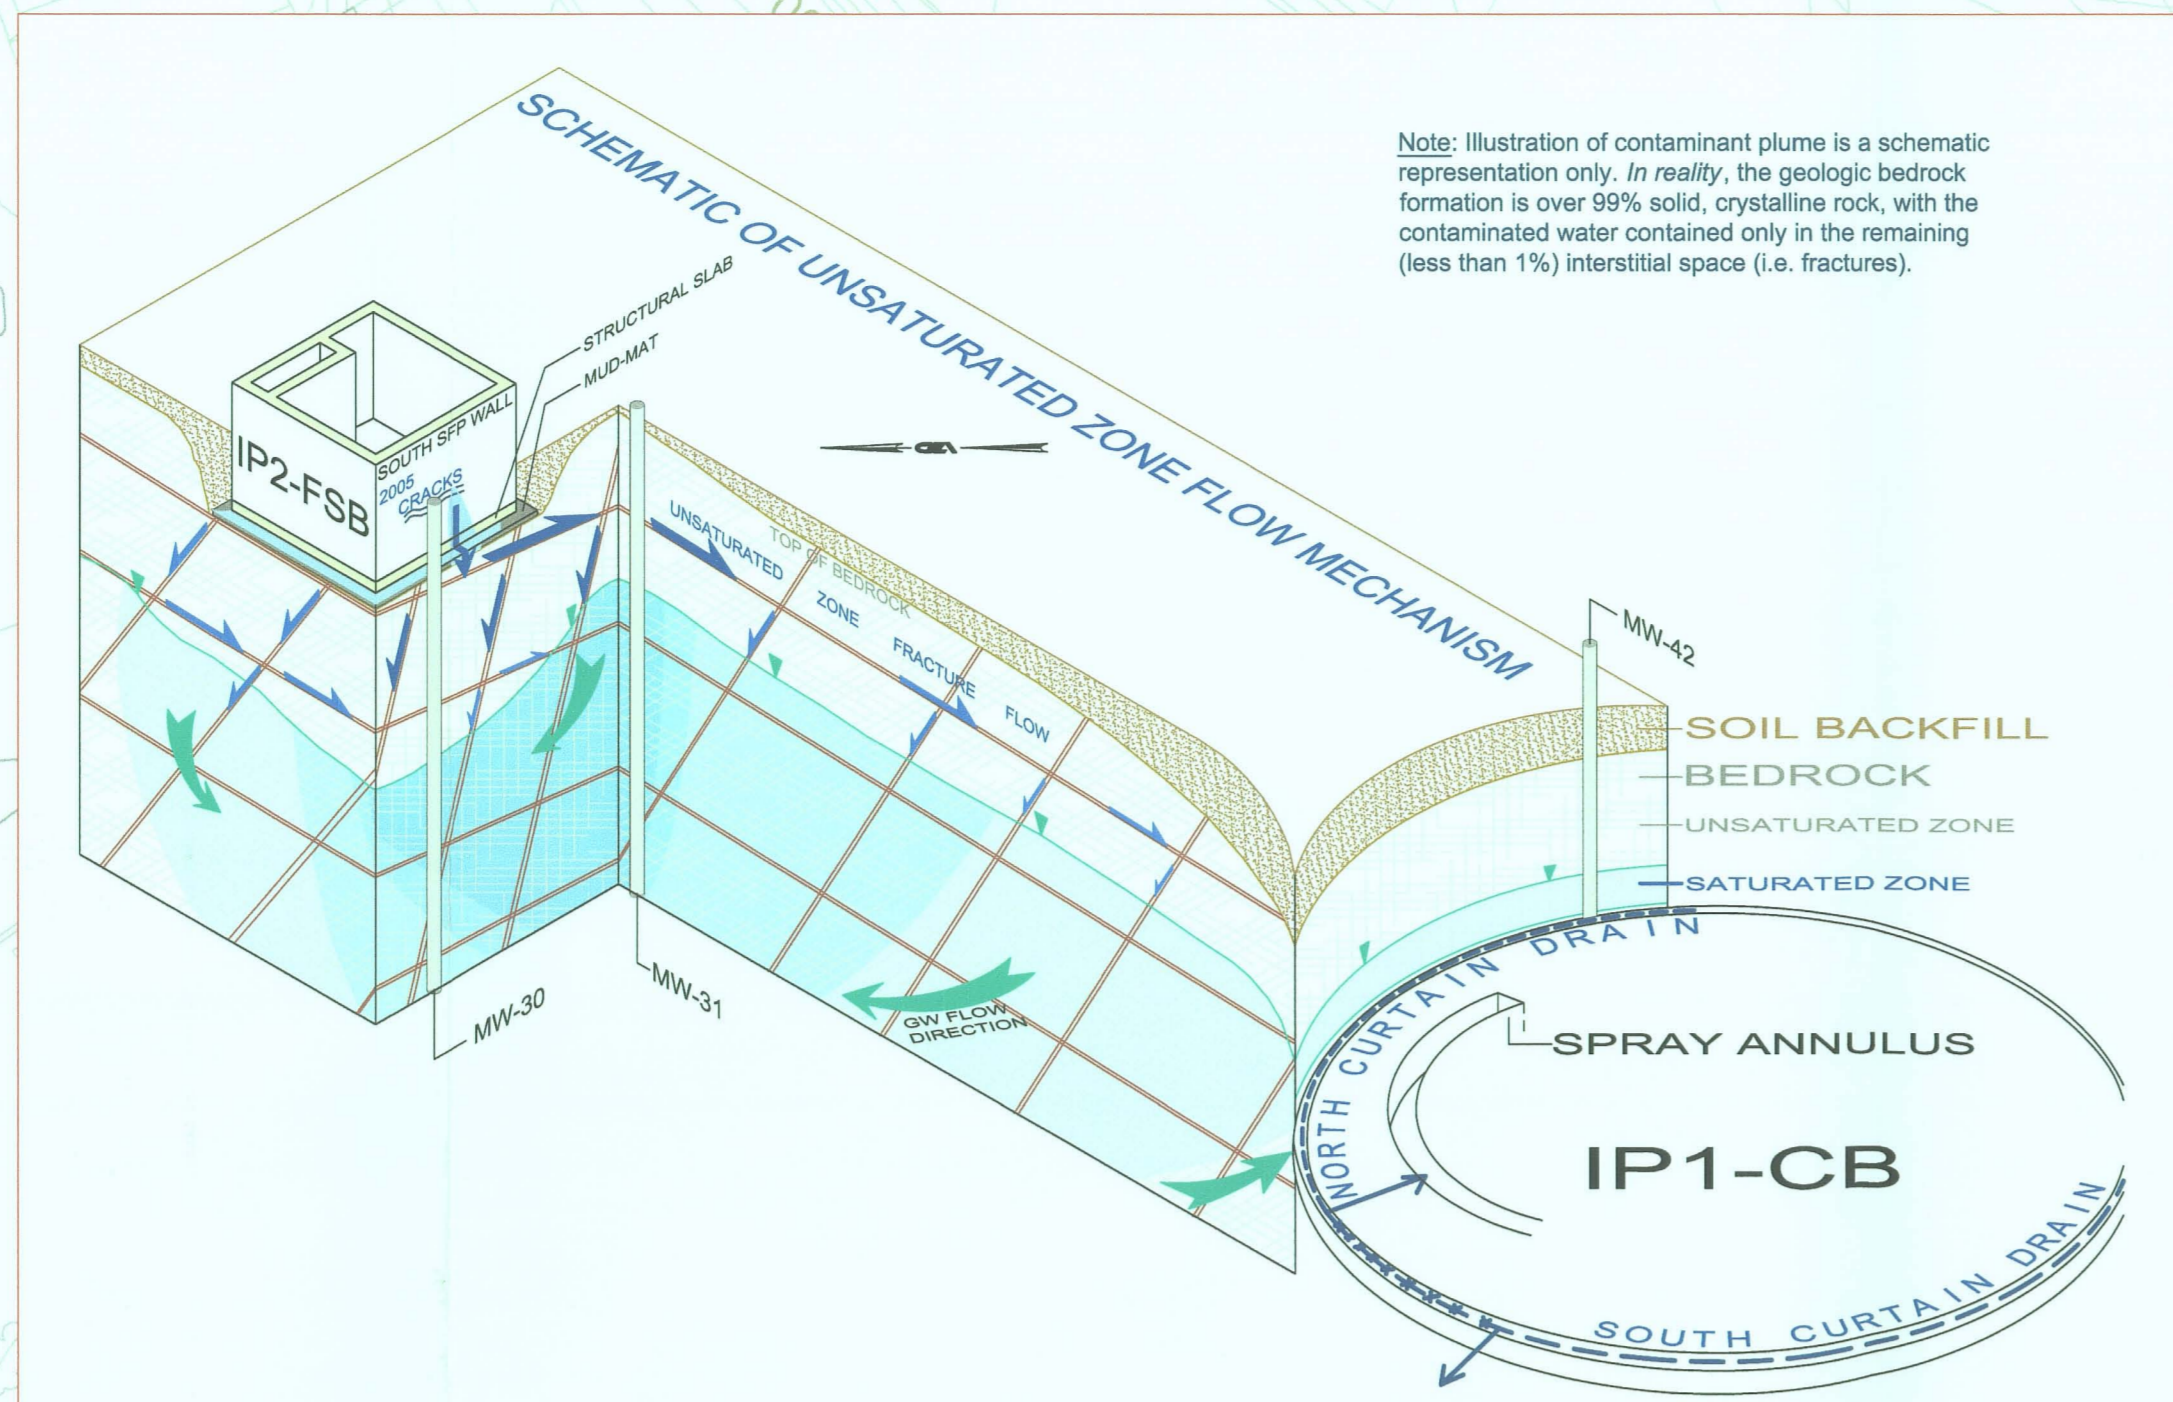 SCHEMATIC OF UNSATURATED ZONE FLOW MECHANISM
Note: Illustration of contaminant plume is a schematic
representation only. In reality, the geologic bedrock
formation is over 99% solid, crystalline rock, with the
contaminated water contained only in the remaining
(less than 1%) interstitial space (i.e. fractures).
STRUCTURAL SLAB
MUD-MAT
SOUTH SFP WALL
2005
CRACKS
IP2-FSB
UNSATURATED
ZONE
FRACTURE
FLOW
TOP OF BEDROCK
MW-42
SOIL BACKFILL
BEDROCK
UNSATURATED ZONE
SATURATED ZONE
MW-30
MW-31
GW FLOW
DIRECTION
NORTH CURTAIN DRAIN
SPRAY ANNULUS
IP1-CB
SOUTH CURTAIN DRAIN